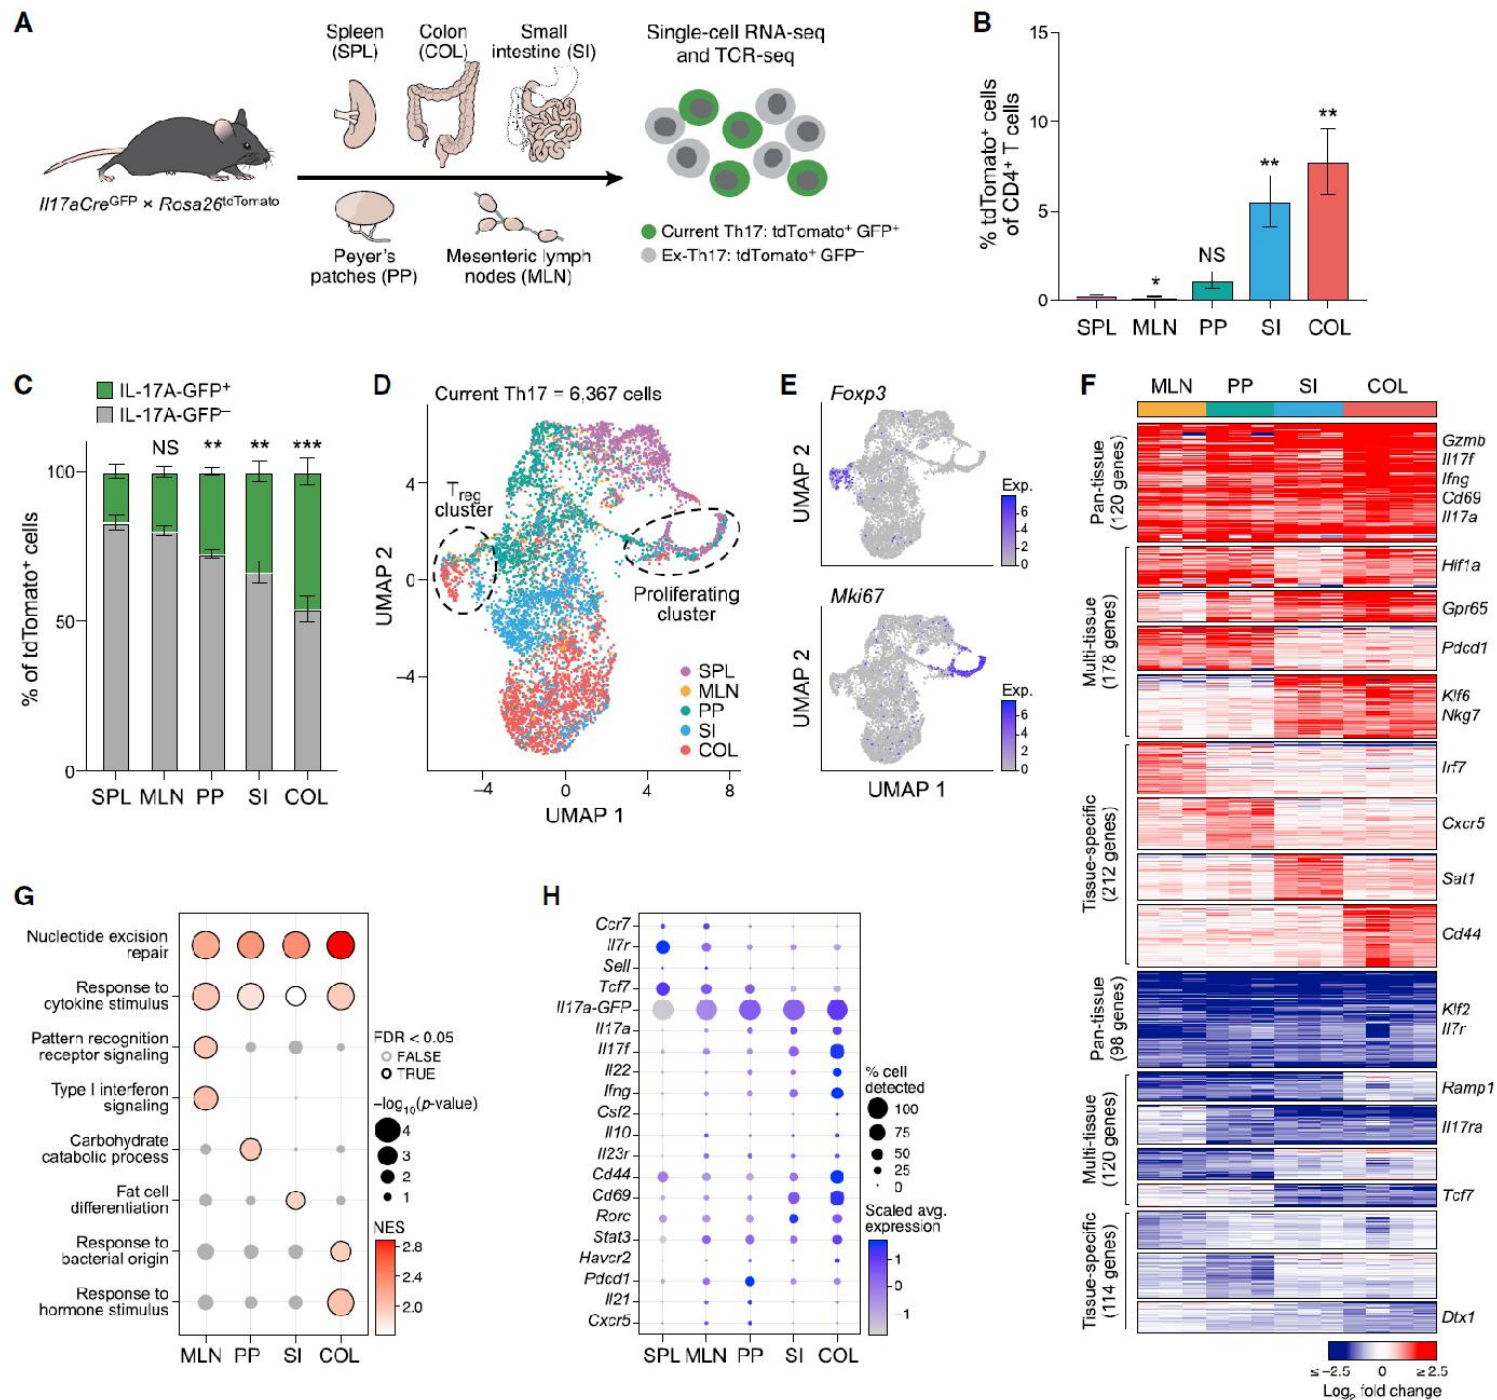 A
Spleen
(SPL)
Colon
(COL)
Small
intestine (SI)
Single-cell RNA-seq
and TCR-seq
Il17aCreGFP × Rosa26tdTomato
Peyer's
patches (PP)
Mesenteric lymph
nodes (MLN)
Current Th17: tdTomato+ GFP+
Ex-Th17: tdTomato+ GFP–
B
% tdTomato+ cells
of CD4+ T cells
15
10
5
0
*
NS
**
**
SPL MLN PP SI COL
C
IL-17A-GFP+
IL-17A-GFP–
% of tdTomato+ cells
100
50
0
NS ** ** ***
SPL MLN PP SI COL
D
Current Th17 = 6,367 cells
Treg
cluster
Proliferating
cluster
SPL
MLN
PP
SI
COL
UMAP 2
4
0
–4
–4 0 4 8
UMAP 1
E
Foxp3
UMAP 2
Exp.
6
4
2
0
Mki67
UMAP 2
Exp.
6
4
2
0
UMAP 1
F
MLN PP SI COL
Pan-tissue
(120 genes)
Gzmb
Il17f
Ifng
Cd69
Il17a
Multi-tissue
(178 genes)
Hif1a
Gpr65
Pdcd1
Klf6
Nkg7
Tissue-specific
(212 genes)
Irf7
Cxcr5
Sat1
Cd44
Pan-tissue
(98 genes)
Klf2
Il7r
Multi-tissue
(120 genes)
Ramp1
Il17ra
Tcf7
Tissue-specific
(114 genes)
Dtx1
≤ –2.5 0 ≥ 2.5
Log2 fold change
G
Nucleotide excision
repair
Response to
cytokine stimulus
Pattern recognition
receptor signaling
Type I interferon
signaling
Carbohydrate
catabolic process
Fat cell
differentiation
Response to
bacterial origin
Response to
hormone stimulus
MLN PP SI COL
FDR < 0.05
FALSE
TRUE
–log10(p-value)
4
3
2
1
NES
2.8
2.4
2.0
H
Ccr7
Il7r
Sell
Tcf7
Il17a-GFP
Il17a
Il17f
Il22
Ifng
Csf2
Il10
Il23r
Cd44
Cd69
Rorc
Stat3
Havcr2
Pdcd1
Il21
Cxcr5
SPL MLN PP SI COL
% cell
detected
100
75
50
25
0
Scaled avg.
expression
1
0
–1